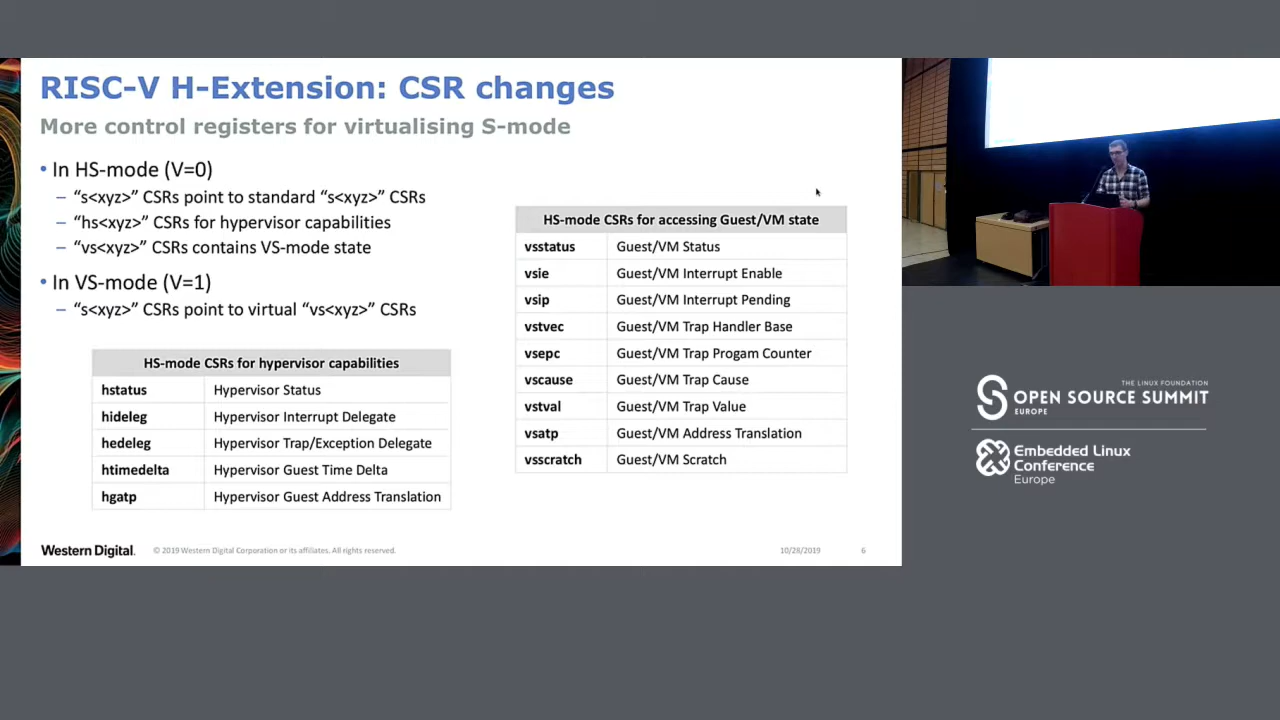 RISC-V H-Extension: CSR changes
More control registers for virtualising S-mode
• In HS-mode (V=0)
– “s<xyz>” CSRs point to standard “s<xyz>” CSRs
– “hs<xyz>” CSRs for hypervisor capabilities
– “vs<xyz>” CSRs contains VS-mode state
• In VS-mode (V=1)
– “s<xyz>” CSRs point to virtual “vs<xyz>” CSRs
HS-mode CSRs for hypervisor capabilities
hstatus Hypervisor Status
hideleg Hypervisor Interrupt Delegate
hedeleg Hypervisor Trap/Exception Delegate
htimedelta Hypervisor Guest Time Delta
hgatp Hypervisor Guest Address Translation
HS-mode CSRs for accessing Guest/VM state
vsstatus Guest/VM Status
vsie Guest/VM Interrupt Enable
vsip Guest/VM Interrupt Pending
vstvec Guest/VM Trap Handler Base
vsepc Guest/VM Trap Progam Counter
vscause Guest/VM Trap Cause
vstval Guest/VM Trap Value
vsatp Guest/VM Address Translation
vsscratch Guest/VM Scratch
Western Digital. © 2019 Western Digital Corporation or its affiliates. All rights reserved. 10/28/2019 6
THE LINUX FOUNDATION
OPEN SOURCE SUMMIT
EUROPE
Embedded Linux
Conference
Europe